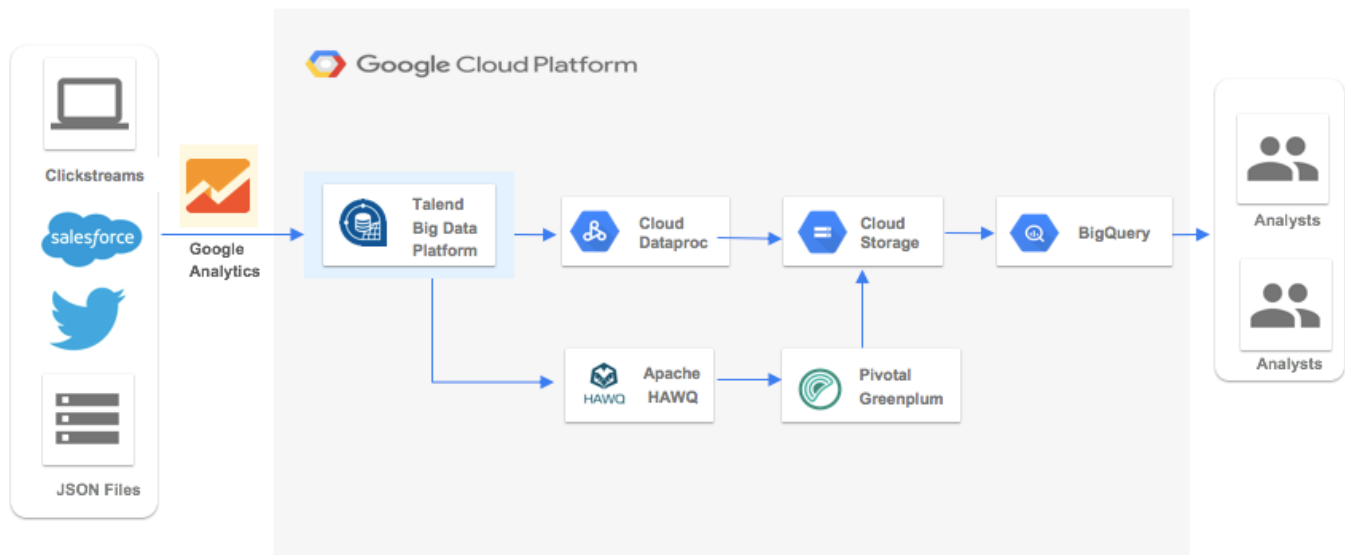 Google Cloud Platform
Clickstreams
salesforce
JSON Files
Google
Analytics
Talend
Big Data
Platform
Cloud
Dataproc
Cloud
Storage
BigQuery
HAWQ
Apache
HAWQ
Pivotal
Greenplum
Analysts
Analysts